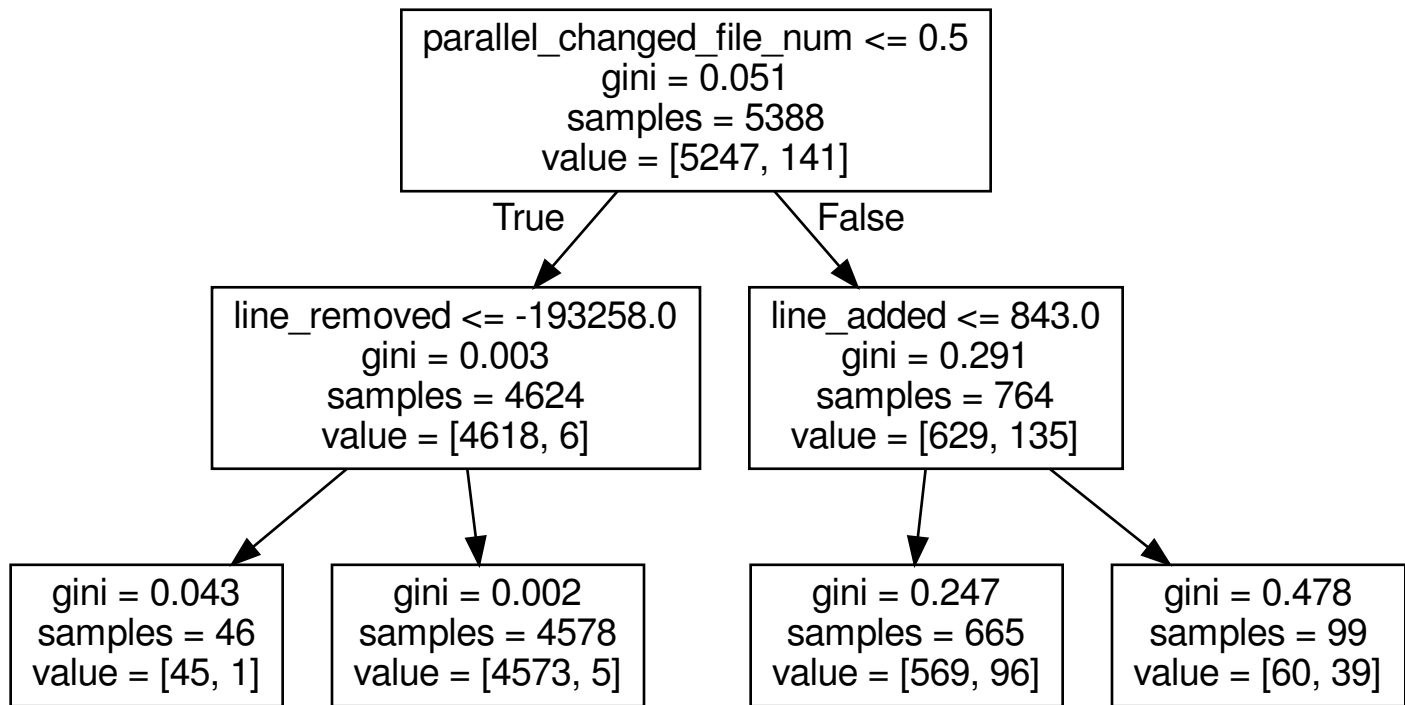 parallel_changed_file_num <= 0.5
gini = 0.051
samples = 5388
value = [5247, 141]
True
False
line_removed <= -193258.0
gini = 0.003
samples = 4624
value = [4618, 6]
line_added <= 843.0
gini = 0.291
samples = 764
value = [629, 135]
gini = 0.043
samples = 46
value = [45, 1]
gini = 0.002
samples = 4578
value = [4573, 5]
gini = 0.247
samples = 665
value = [569, 96]
gini = 0.478
samples = 99
value = [60, 39]